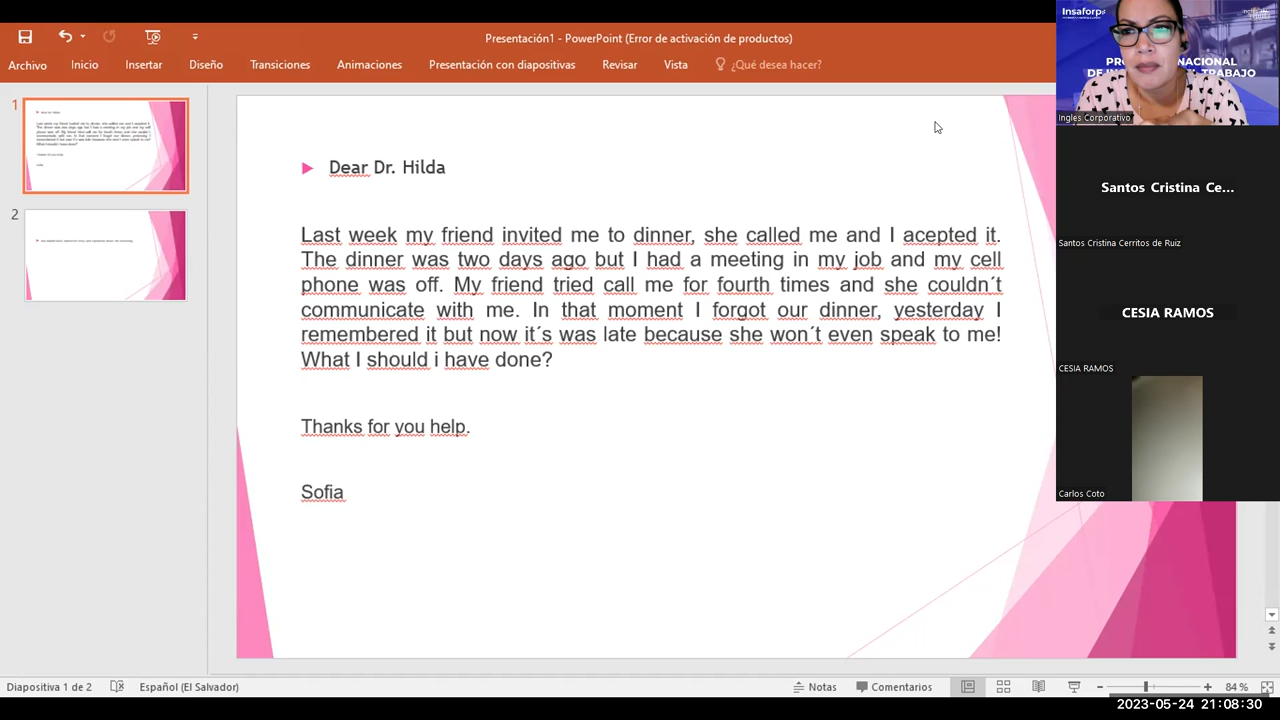 Presentación1 - PowerPoint (Error de activación de productos)
Archivo Inicio Insertar Diseño Transiciones Animaciones Presentación con diapositivas Revisar Vista ¿Qué desea hacer?
1
2
Dear Dr. Hilda
Last week my friend invited me to dinner, she called me and I acepted it.
The dinner was two days ago but I had a meeting in my job and my cell
phone was off. My friend tried call me for fourth times and she couldn´t
communicate with me. In that moment I forgot our dinner, yesterday I
remembered it but now it´s was late because she won´t even speak to me!
What I should i have done?
Thanks for you help.
Sofia
Insaforp
Ingles Corporativo
Santos Cristina Ce...
Santos Cristina Cerritos de Ruiz
CESIA RAMOS
CESIA RAMOS
Carlos Coto
Diapositiva 1 de 2 Español (El Salvador) Notas Comentarios 84 %
2023-05-24 21:08:30